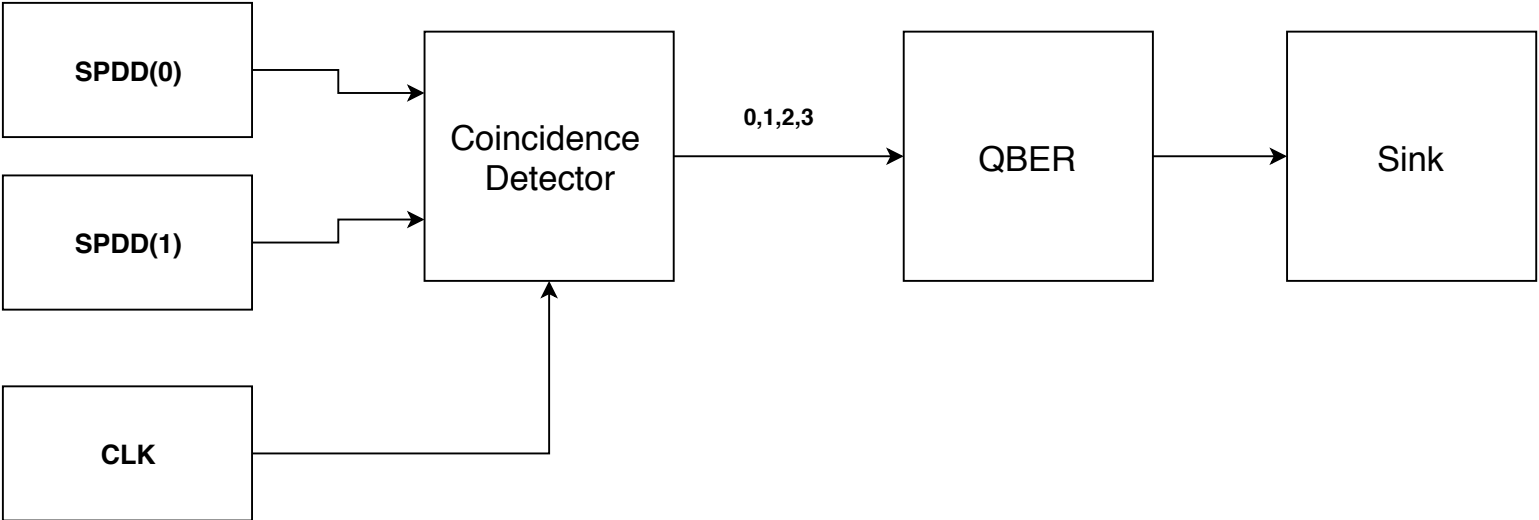 SPDD(0)
SPDD(1)
CLK
Coincidence
Detector
0,1,2,3
QBER
Sink